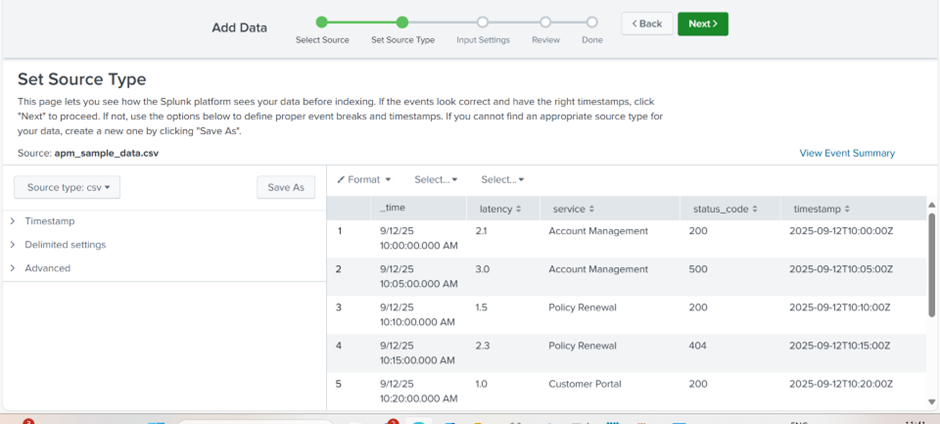 Add Data
Select Source
Set Source Type
Input Settings
Review
Done
< Back
Next >
Set Source Type
This page lets you see how the Splunk platform sees your data before indexing. If the events look correct and have the right timestamps, click
"Next" to proceed. If not, use the options below to define proper event breaks and timestamps. If you cannot find an appropriate source type for
your data, create a new one by clicking "Save As".
Source: apm_sample_data.csv
View Event Summary
Source type: csv
Save As
Timestamp
Delimited settings
Advanced
Format Select... Select...
_time latency service status_code timestamp
1 9/12/25 2.1 Account Management 200 2025-09-12T10:00:00Z
10:00:00.000 AM
2 9/12/25 3.0 Account Management 500 2025-09-12T10:05:00Z
10:05:00.000 AM
3 9/12/25 1.5 Policy Renewal 200 2025-09-12T10:10:00Z
10:10:00.000 AM
4 9/12/25 2.3 Policy Renewal 404 2025-09-12T10:15:00Z
10:15:00.000 AM
5 9/12/25 1.0 Customer Portal 200 2025-09-12T10:20:00Z
10:20:00.000 AM